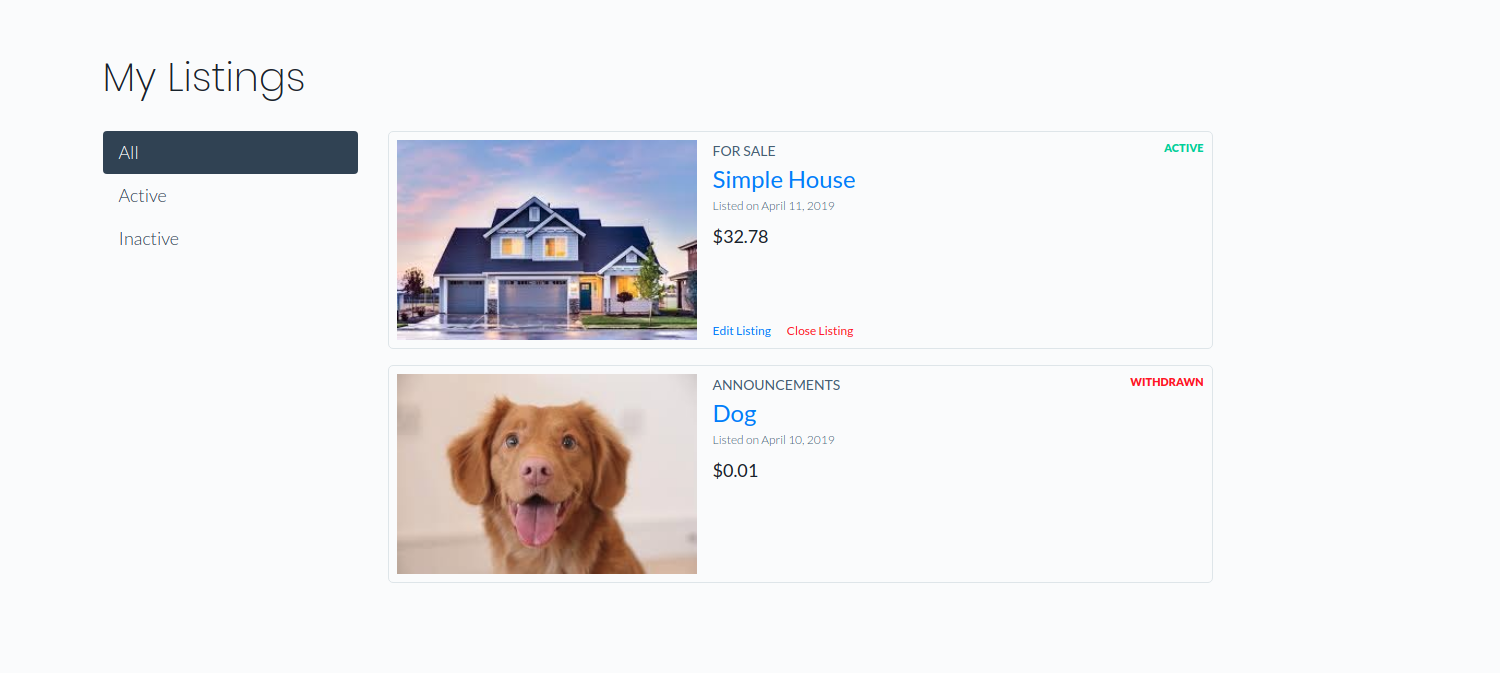 My Listings
All
Active
Inactive
FOR SALE
ACTIVE
Simple House
Listed on April 11, 2019
$32.78
Edit Listing Close Listing
ANNOUNCEMENTS
WITHDRAWN
Dog
Listed on April 10, 2019
$0.01